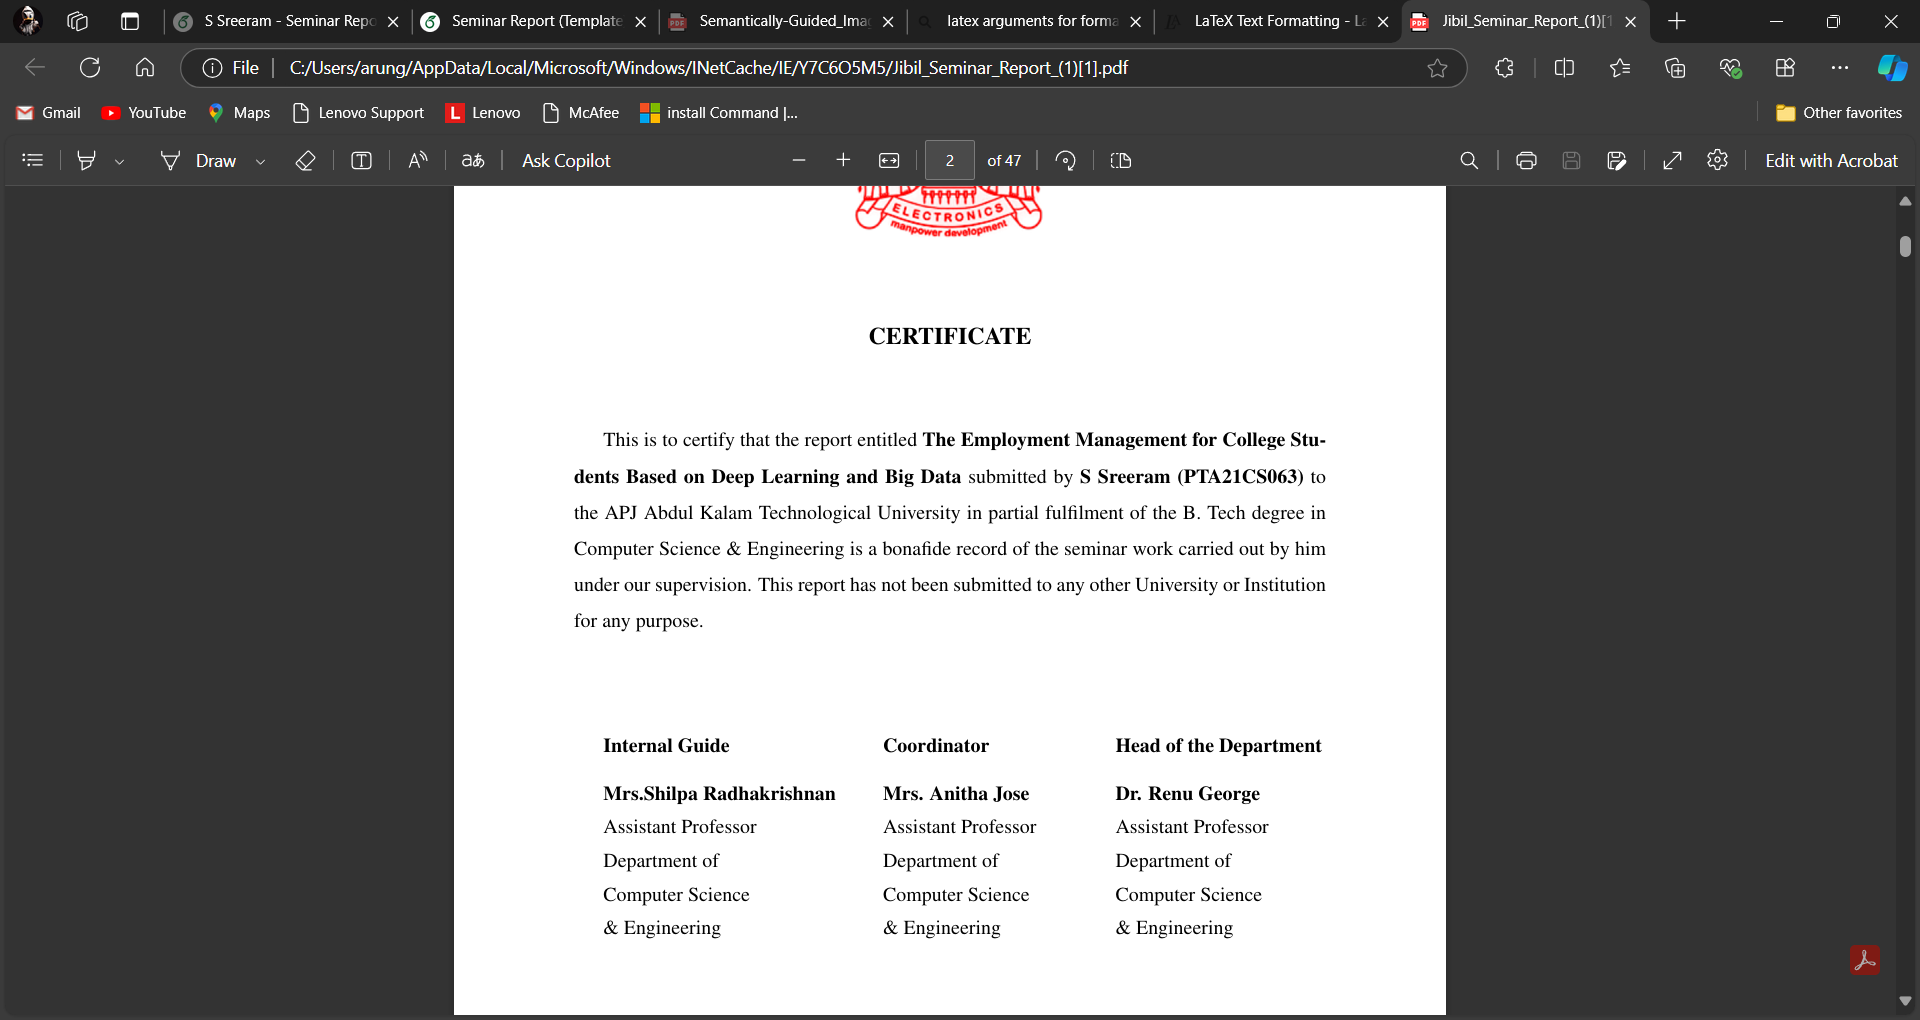 S Sreeram - Seminar Repo
Seminar Report (Template
Semantically-Guided_Ima
latex arguments for forma
LaTeX Text Formatting - La
Jibil_Seminar_Report_(1)[1
File
C:/Users/arung/AppData/Local/Microsoft/Windows/INetCache/IE/Y7C6O5M5/Jibil_Seminar_Report_(1)[1].pdf
Gmail
YouTube
Maps
Lenovo Support
L Lenovo
McAfee
install Command |...
Other favorites
Draw
T
A
aあ
Ask Copilot
2 of 47
Edit with Acrobat
ELECTRONICS
manpower development
CERTIFICATE
This is to certify that the report entitled The Employment Management for College Stu-
dents Based on Deep Learning and Big Data submitted by S Sreeram (PTA21CS063) to
the APJ Abdul Kalam Technological University in partial fulfilment of the B. Tech degree in
Computer Science & Engineering is a bonafide record of the seminar work carried out by him
under our supervision. This report has not been submitted to any other University or Institution
for any purpose.
Internal Guide
Mrs.Shilpa Radhakrishnan
Assistant Professor
Department of
Computer Science
& Engineering
Coordinator
Mrs. Anitha Jose
Assistant Professor
Department of
Computer Science
& Engineering
Head of the Department
Dr. Renu George
Assistant Professor
Department of
Computer Science
& Engineering